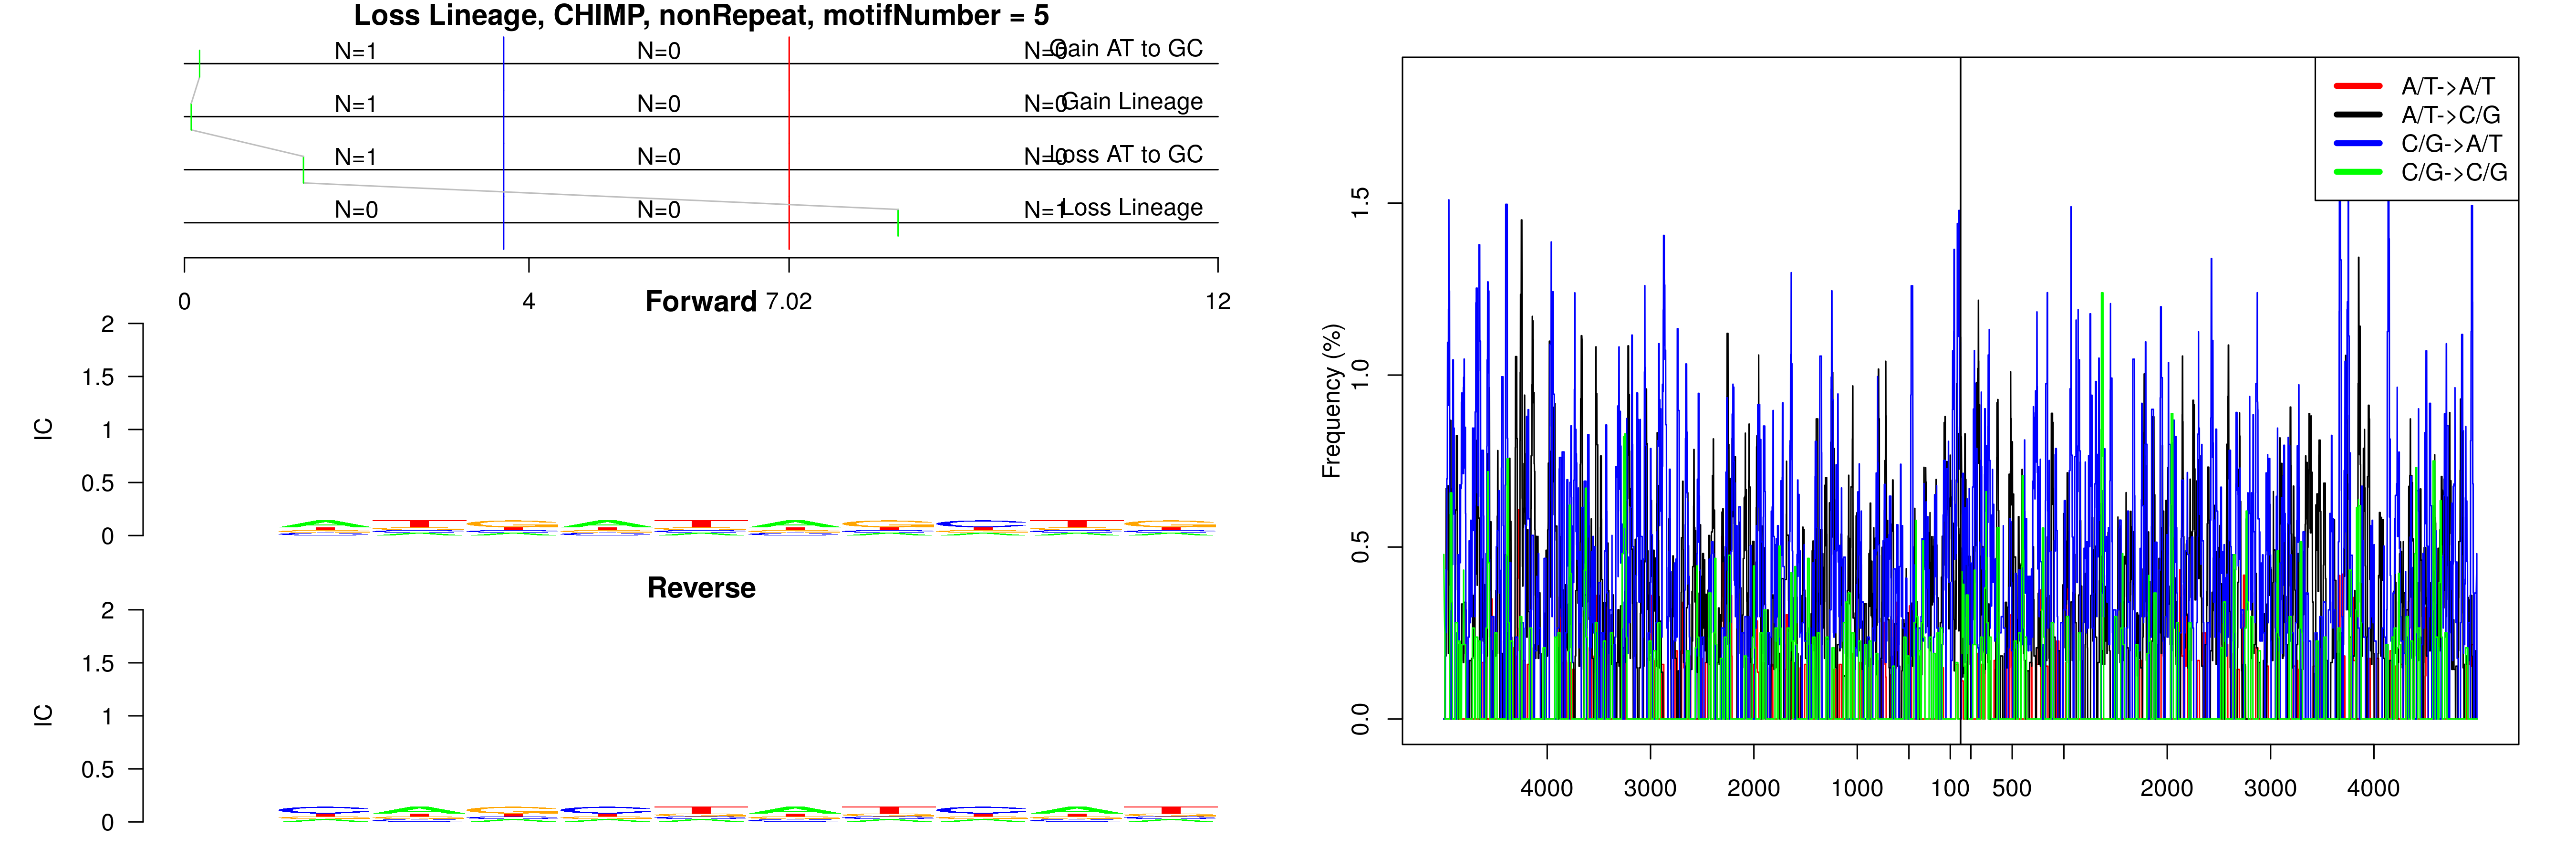 Loss Lineage, CHIMP, nonRepeat, motifNumber = 5
N=1 N=0 N=0 Gain AT to GC
N=1 N=0 N=0 Gain Lineage
N=1 N=0 N=0 Loss AT to GC
N=0 N=0 N=1 Loss Lineage
0 4 7.02 12
Forward
2
1.5
1
0.5
0
IC
ATGATAGCTG
Reverse
2
1.5
1
0.5
0
IC
CAGCTATCAT
A/T->A/T
A/T->C/G
C/G->A/T
C/G->C/G
Frequency (%)
1.5
1.0
0.5
0.0
4000 3000 2000 1000 100 500 2000 3000 4000